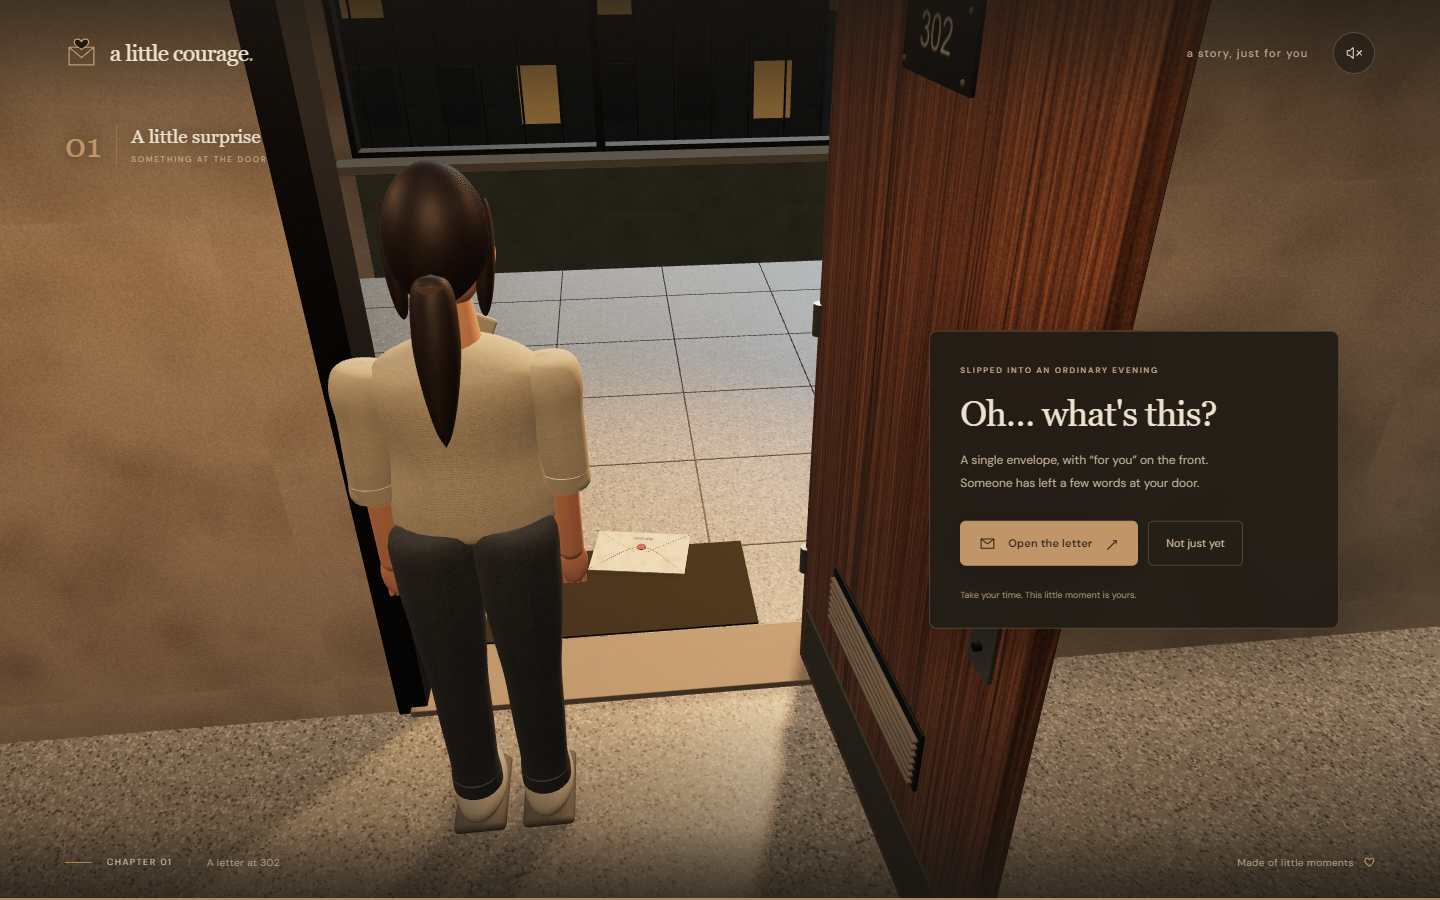 a little courage.
a story, just for you
302
01
A little surprise
SOMETHING AT THE DOOR
SLIPPED INTO AN ORDINARY EVENING
Oh... what's this?
A single envelope, with “for you” on the front.
Someone has left a few words at your door.
Open the letter
Not just yet
Take your time. This little moment is yours.
CHAPTER 01
A letter at 302
Made of little moments